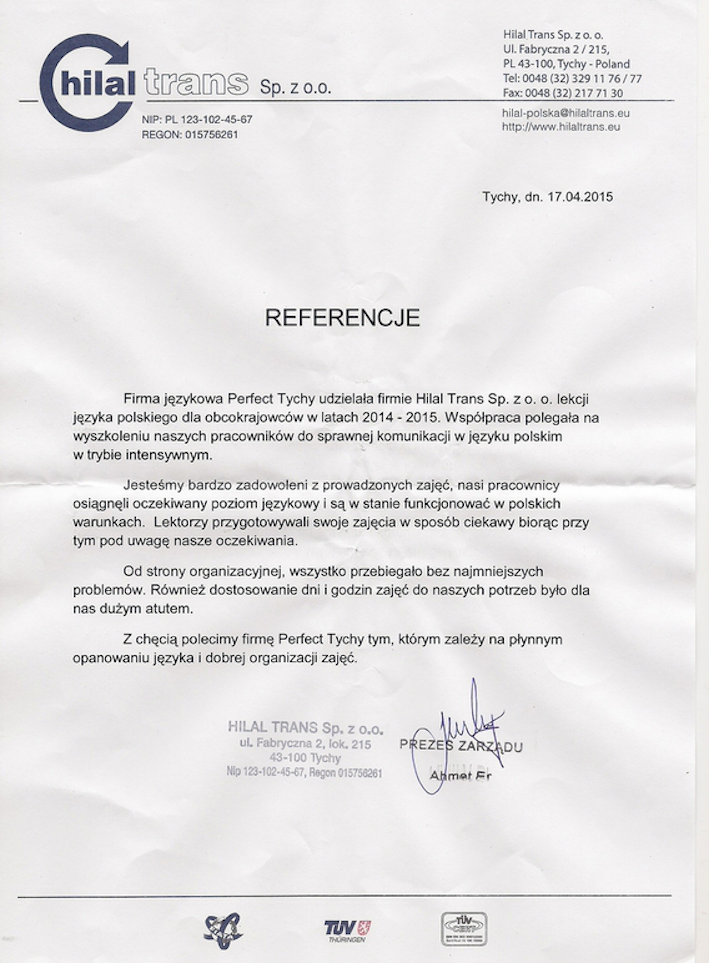 hilal trans Sp. z o.o.
NIP: PL 123-102-45-67
REGON: 015756261
Hilal Trans Sp. z o. o.
Ul. Fabryczna 2 / 215,
PL 43-100, Tychy - Poland
Tel: 0048 (32) 329 11 76 / 77
Fax: 0048 (32) 217 71 30
hilal-polska@hilaltrans.eu
http://www.hilaltrans.eu
Tychy, dn. 17.04.2015
REFERENCJE
Firma językowa Perfect Tychy udzielała firmie Hilal Trans Sp. z o. o. lekcji
języka polskiego dla obcokrajowców w latach 2014 - 2015. Współpraca polegała na
wyszkoleniu naszych pracowników do sprawnej komunikacji w języku polskim
w trybie intensywnym.
Jesteśmy bardzo zadowoleni z prowadzonych zajęć, nasi pracownicy
osiągnęli oczekiwany poziom językowy i są w stanie funkcjonować w polskich
warunkach. Lektorzy przygotowywali swoje zajęcia w sposób ciekawy biorąc przy
tym pod uwagę nasze oczekiwania.
Od strony organizacyjnej, wszystko przebiegało bez najmniejszych
problemów. Również dostosowanie dni i godzin zajęć do naszych potrzeb było dla
nas dużym atutem.
Z chęcią polecimy firmę Perfect Tychy tym, którym zależy na płynnym
opanowaniu języka i dobrej organizacji zajęć.
HILAL TRANS Sp. z o.o.
ul. Fabryczna 2, lok. 215
43-100 Tychy
Nip 123-102-45-67, Regon 015756261
PREZES ZARZĄDU
Ahmet Er
TÜV
THÜRINGEN
TÜV
CERT